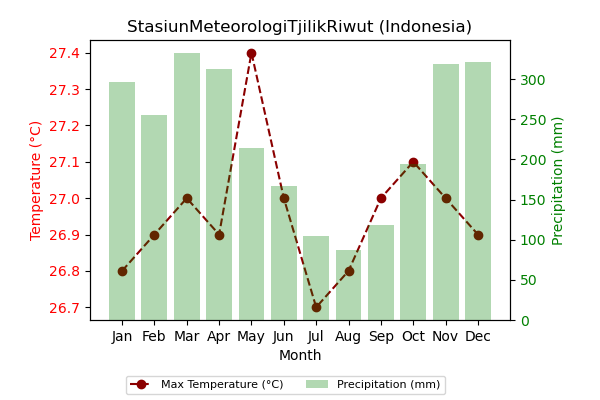 StasiunMeteorologiTjilikRiwut (Indonesia)
27.4
27.3
27.2
27.1
27.0
26.9
26.8
26.7
Temperature (°C)
300
250
200
150
100
50
0
Precipitation (mm)
Jan Feb Mar Apr May Jun Jul Aug Sep Oct Nov Dec
Month
Max Temperature (°C) Precipitation (mm)